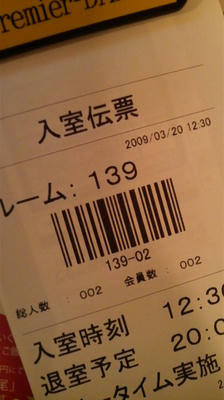 remier-DA
入室伝票
2009/03/20 12:30
ルーム: 139
139-02
総人数 : 002 会員数 : 002
入室時刻 12:30
退室予定 20:0
タイム実施